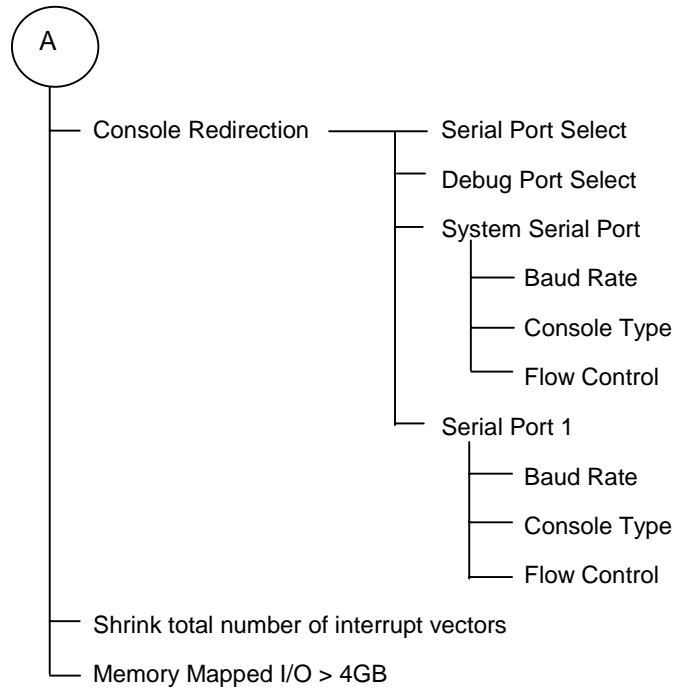 A
Console Redirection Serial Port Select
Debug Port Select
System Serial Port
Baud Rate
Console Type
Flow Control
Serial Port 1
Baud Rate
Console Type
Flow Control
Shrink total number of interrupt vectors
Memory Mapped I/O > 4GB